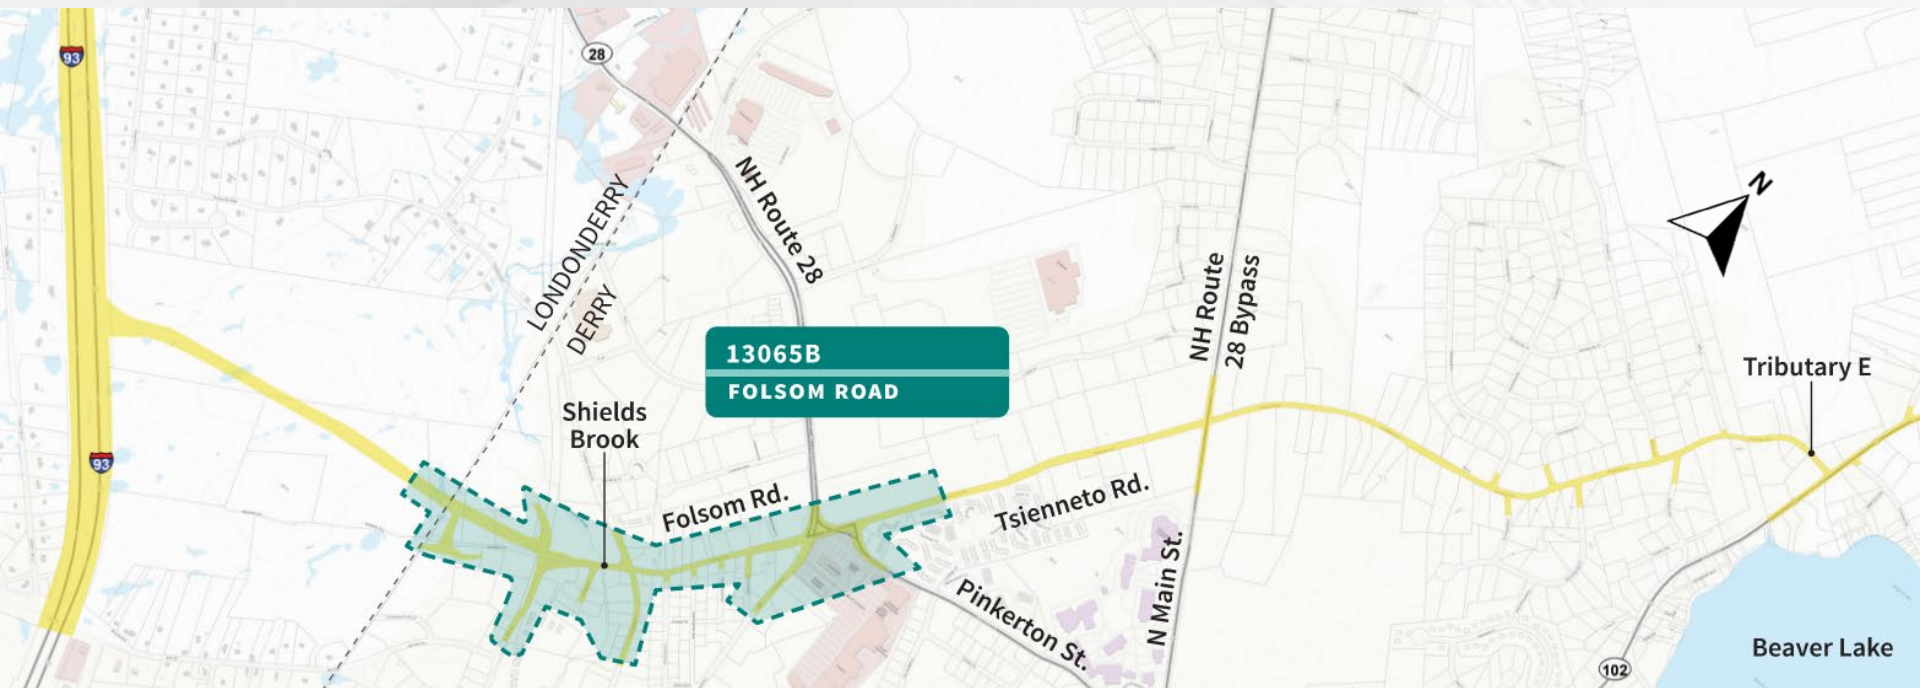 93
28
NH Route 28
LONDONDERRY
DERRY
N
NH Route
28 Bypass
13065B
FOLSOM ROAD
Tributary E
Shields
Brook
93
Folsom Rd.
Tsienneto Rd.
Pinkerton St.
N Main St.
Beaver Lake
102